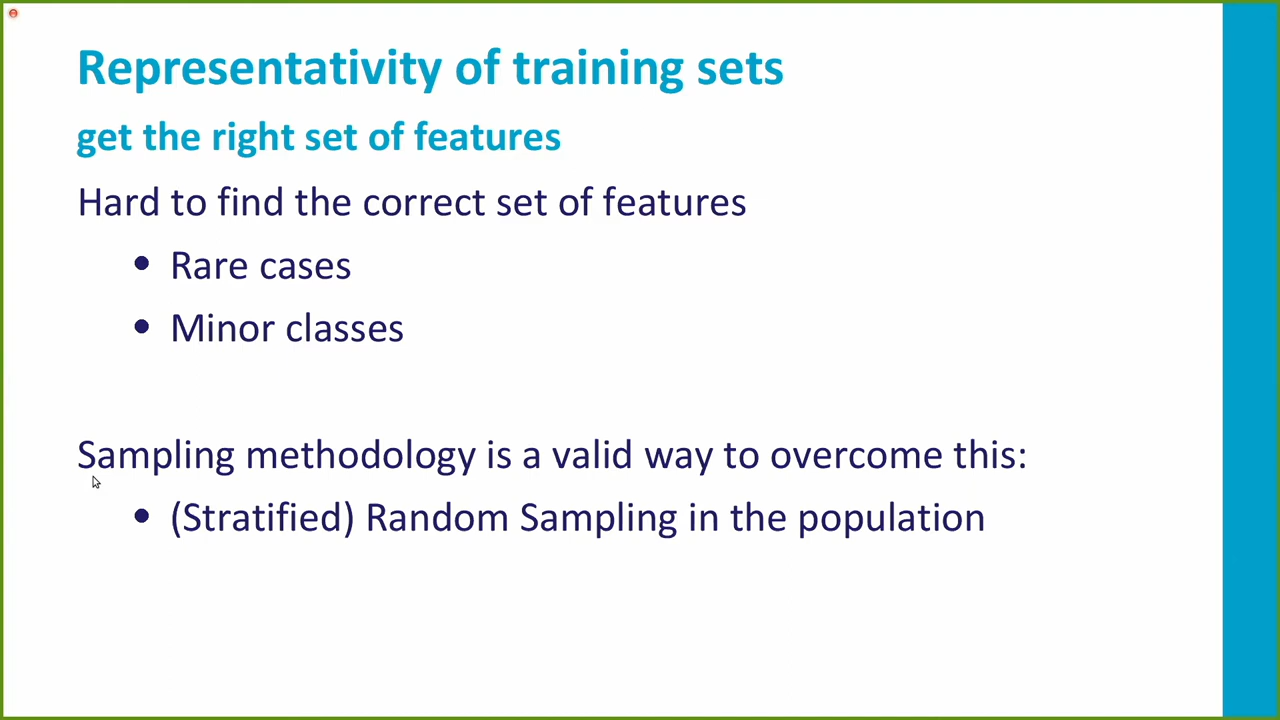 Representativity of training sets
get the right set of features
Hard to find the correct set of features
• Rare cases
• Minor classes
Sampling methodology is a valid way to overcome this:
• (Stratified) Random Sampling in the population